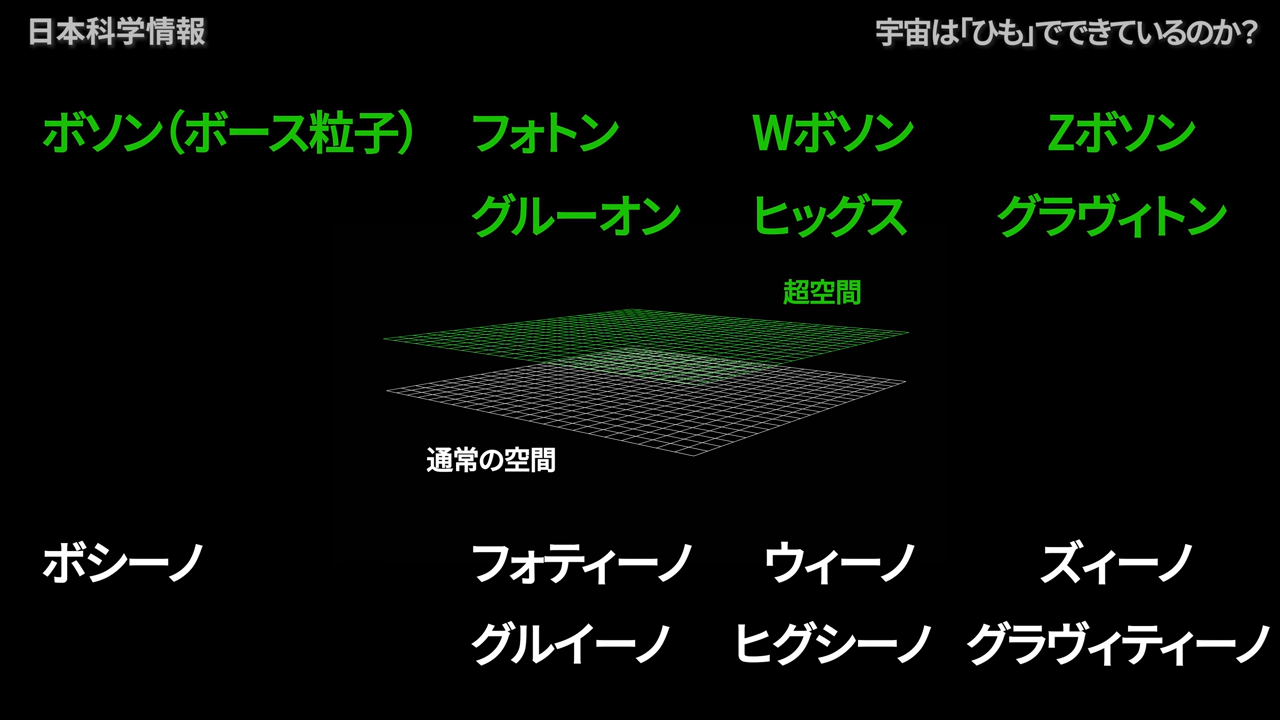 日本科学情報
宇宙は「ひも」でできているのか？
ボソン（ボース粒子）
フォトン
Wボソン
Zボソン
グルーオン
ヒッグス
グラヴィトン
超空間
通常の空間
ボシーノ
フォティーノ
ウィーノ
ズィーノ
グルイーノ
ヒグシーノ
グラヴィティーノ